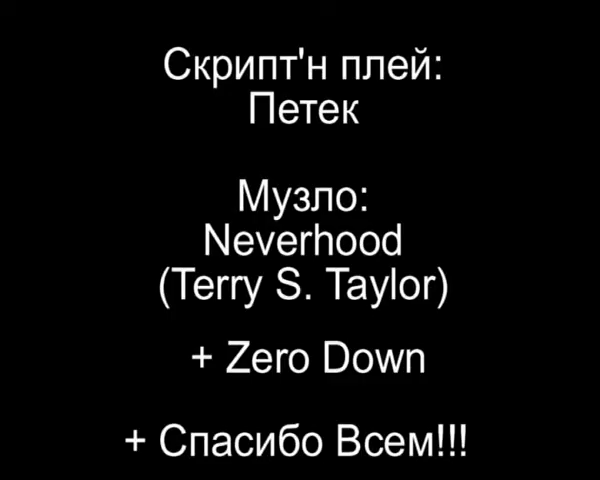 Скрипт'н плей:
Петек
Музло:
Neverhood
(Terry S. Taylor)
+ Zero Down
+ Спасибо Всем!!!